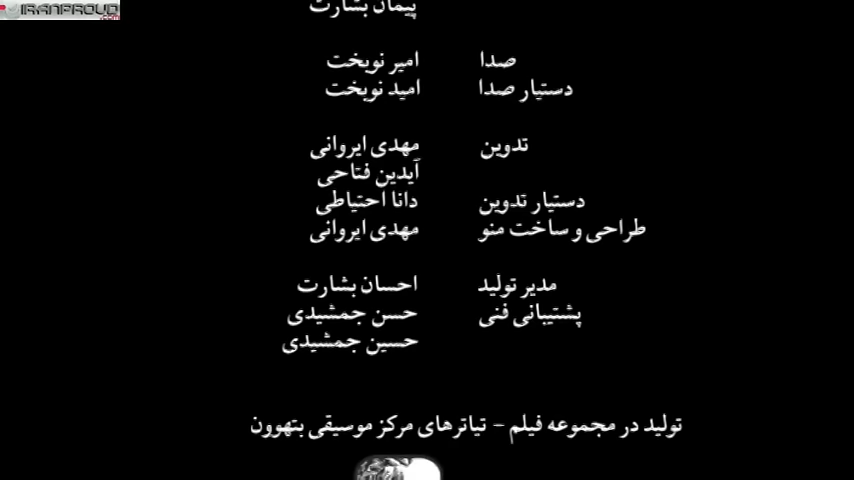 IRANPROUD
.com
پیمان بشارت
صدا امیر نوبخت
دستیار صدا امید نوبخت
تدوین مهدی ایروانی
آیدین فتاحی
دستیار تدوین دانا احتیاطی
طراحی و ساخت منو مهدی ایروانی
مدیر تولید احسان بشارت
پشتیبانی فنی حسن جمشیدی
حسین جمشیدی
تولید در مجموعه فیلم - تیاترهای مرکز موسیقی بتهوون